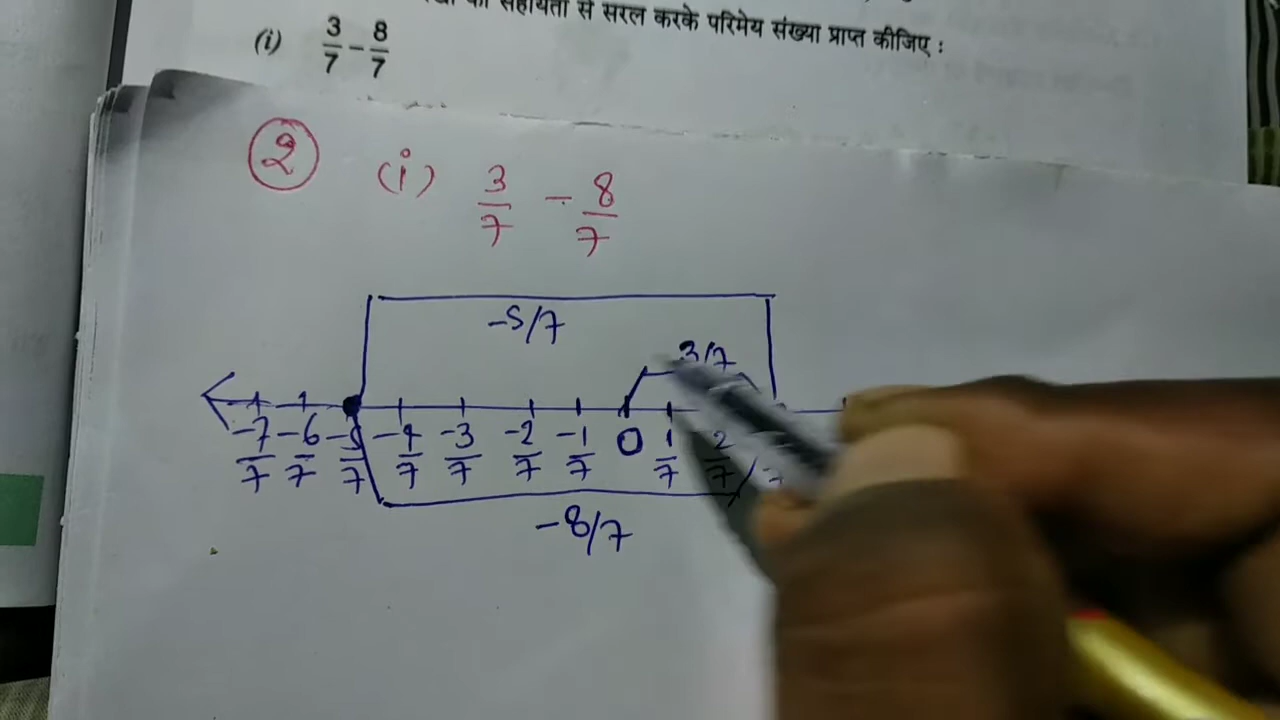 सहायता से सरल करके परिमेय संख्या प्राप्त कीजिए :
(i) 3/7 - 8/7
2 (i) 3/7 - 8/7
-5/7
3/7
-7/7 -6/7 -5/7 -4/7 -3/7 -2/7 -1/7 0 1/7 2/7
-8/7